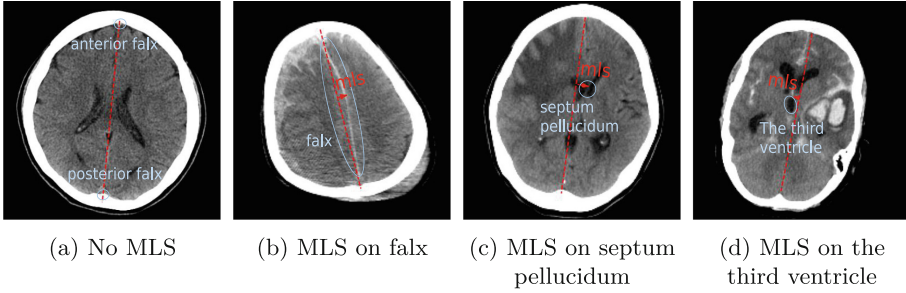 anterior falx
posterior falx
mls
falx
mls
septum
pellucidum
mls
The third
ventricle
(a) No MLS
(b) MLS on falx
(c) MLS on septum
pellucidum
(d) MLS on the
third ventricle